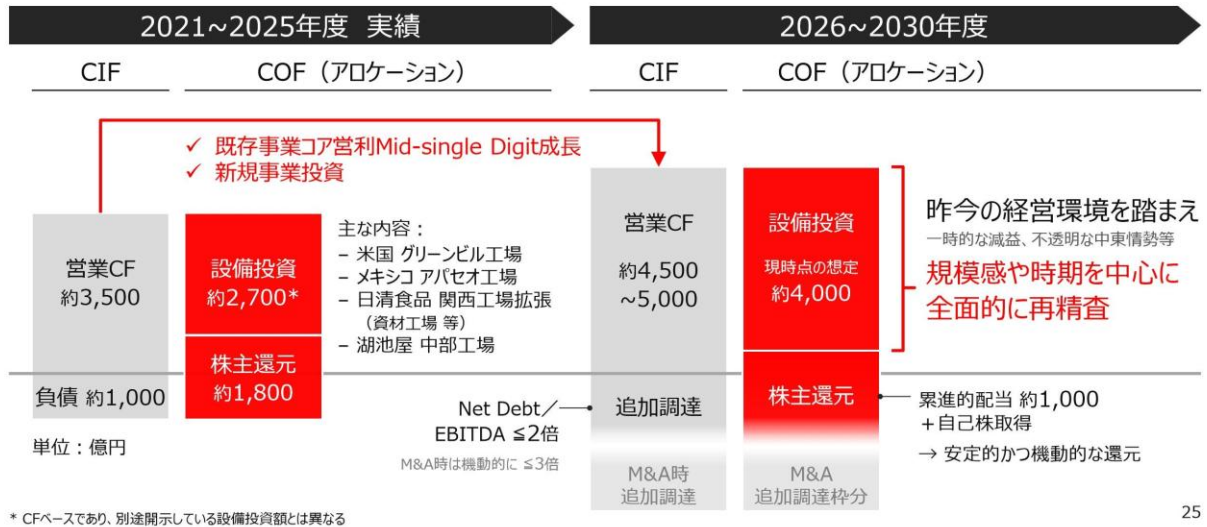 2021~2025年度 実績
2026~2030年度
CIF
COF（アロケーション）
CIF
COF（アロケーション）
✓ 既存事業コア営利Mid-single Digit成長
✓ 新規事業投資
営業CF
約3,500
負債 約1,000
単位：億円
設備投資
約2,700*
株主還元
約1,800
主な内容：
– 米国 グリーンビル工場
– メキシコ アパセオ工場
– 日清食品 関西工場拡張
（資材工場 等）
– 湖池屋 中部工場
Net Debt／
EBITDA ≦2倍
M&A時は機動的に ≦3倍
営業CF
約4,500
~5,000
追加調達
M&A時
追加調達
設備投資
現時点の想定
約4,000
株主還元
M&A
追加調達枠分
昨今の経営環境を踏まえ
一時的な減益、不透明な中東情勢等
規模感や時期を中心に
全面的に再精査
累進的配当 約1,000
＋自己株取得
→ 安定的かつ機動的な還元
* CFベースであり、別途開示している設備投資額とは異なる
25